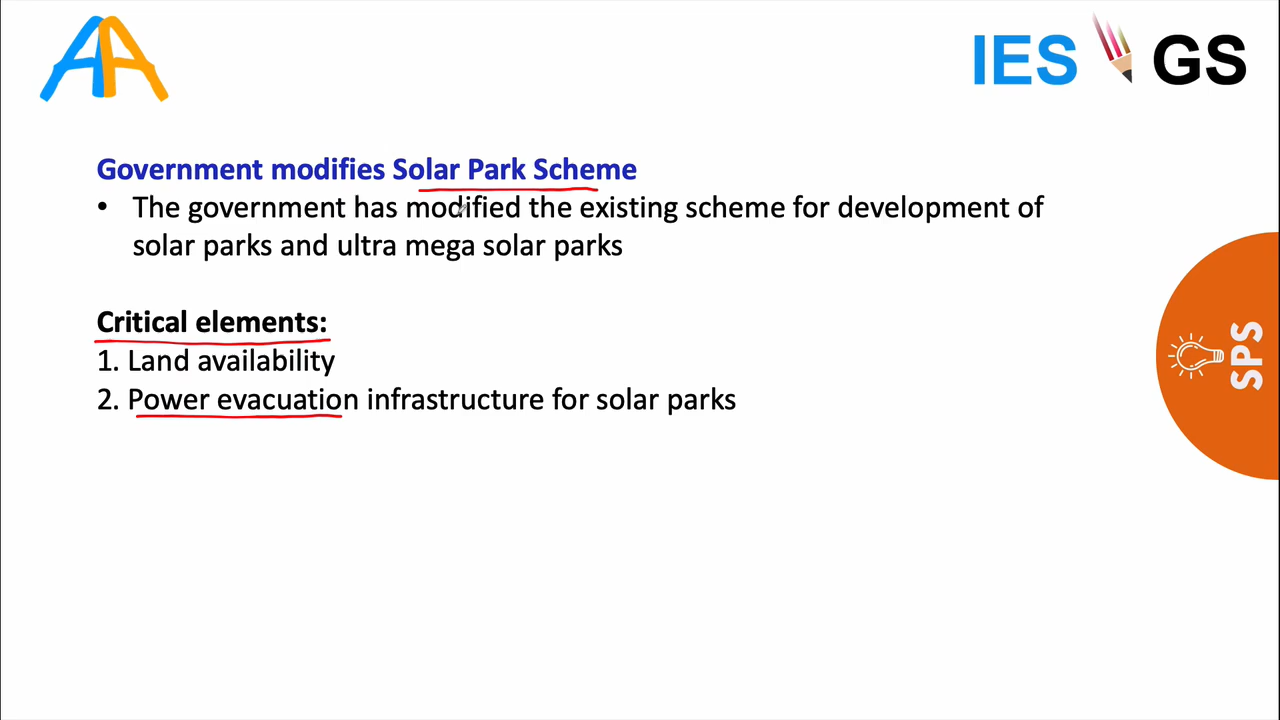 IES GS
Government modifies Solar Park Scheme
• The government has modified the existing scheme for development of
solar parks and ultra mega solar parks
Critical elements:
1. Land availability
2. Power evacuation infrastructure for solar parks
SPS